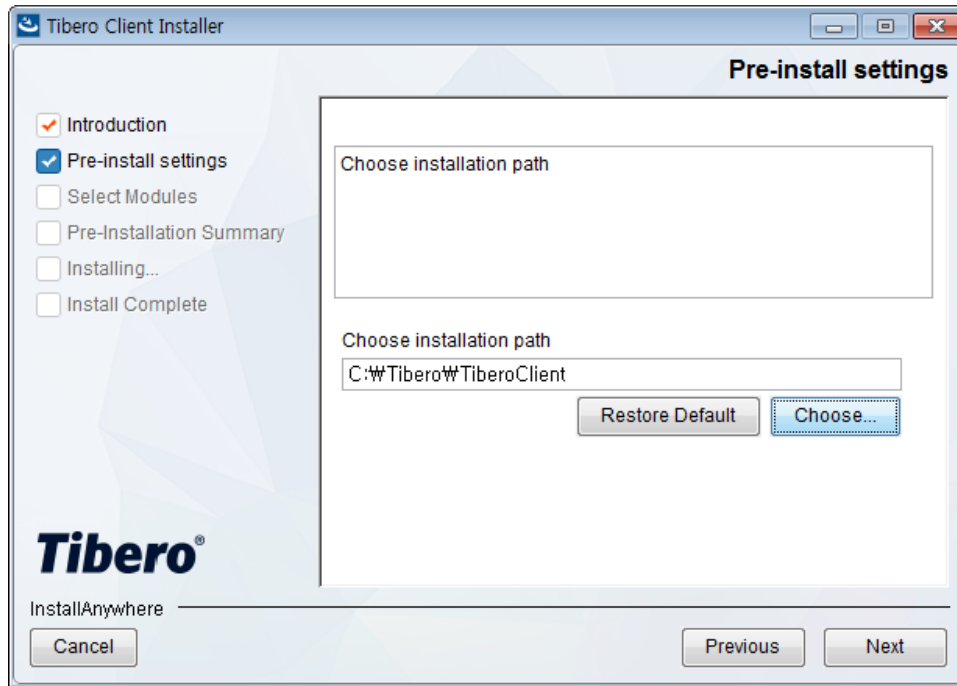 Tibero Client Installer
Pre-install settings
Introduction
Pre-install settings
Select Modules
Pre-Installation Summary
Installing...
Install Complete
Choose installation path
Choose installation path
C:₩Tibero₩TiberoClient
Restore Default
Choose...
Tibero®
InstallAnywhere
Cancel
Previous
Next